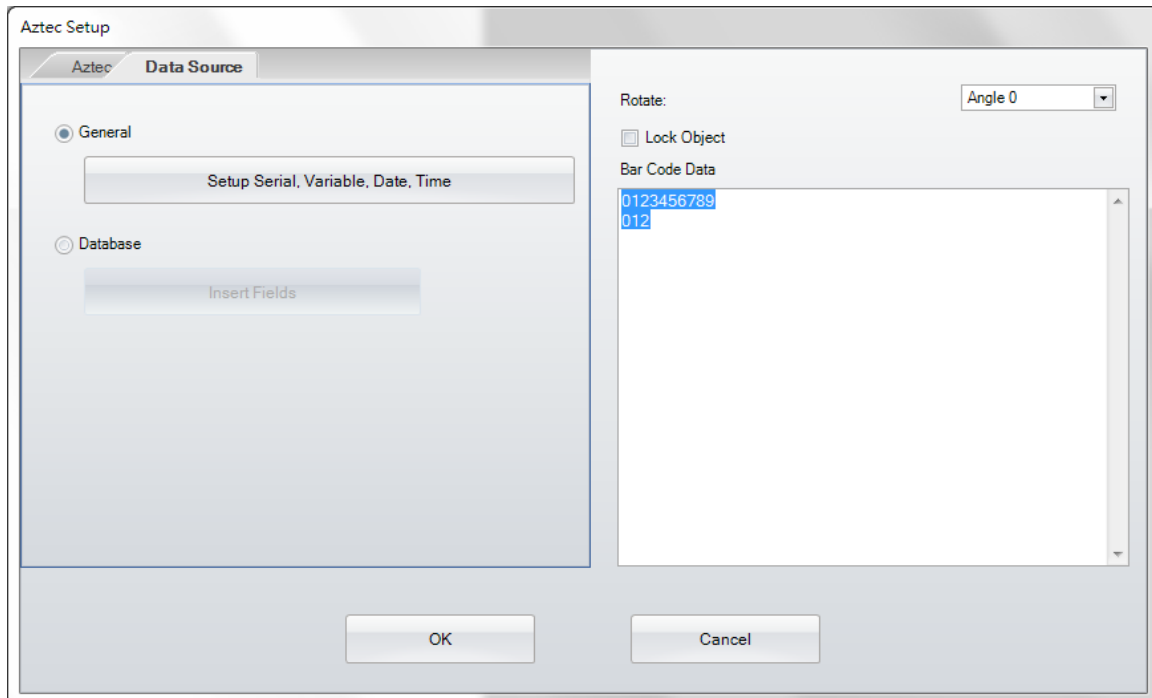 Aztec Setup
Aztec Data Source
General
Setup Serial, Variable, Date, Time
Database
Insert Fields
Rotate: Angle 0
Lock Object
Bar Code Data
0123456789
012
OK Cancel